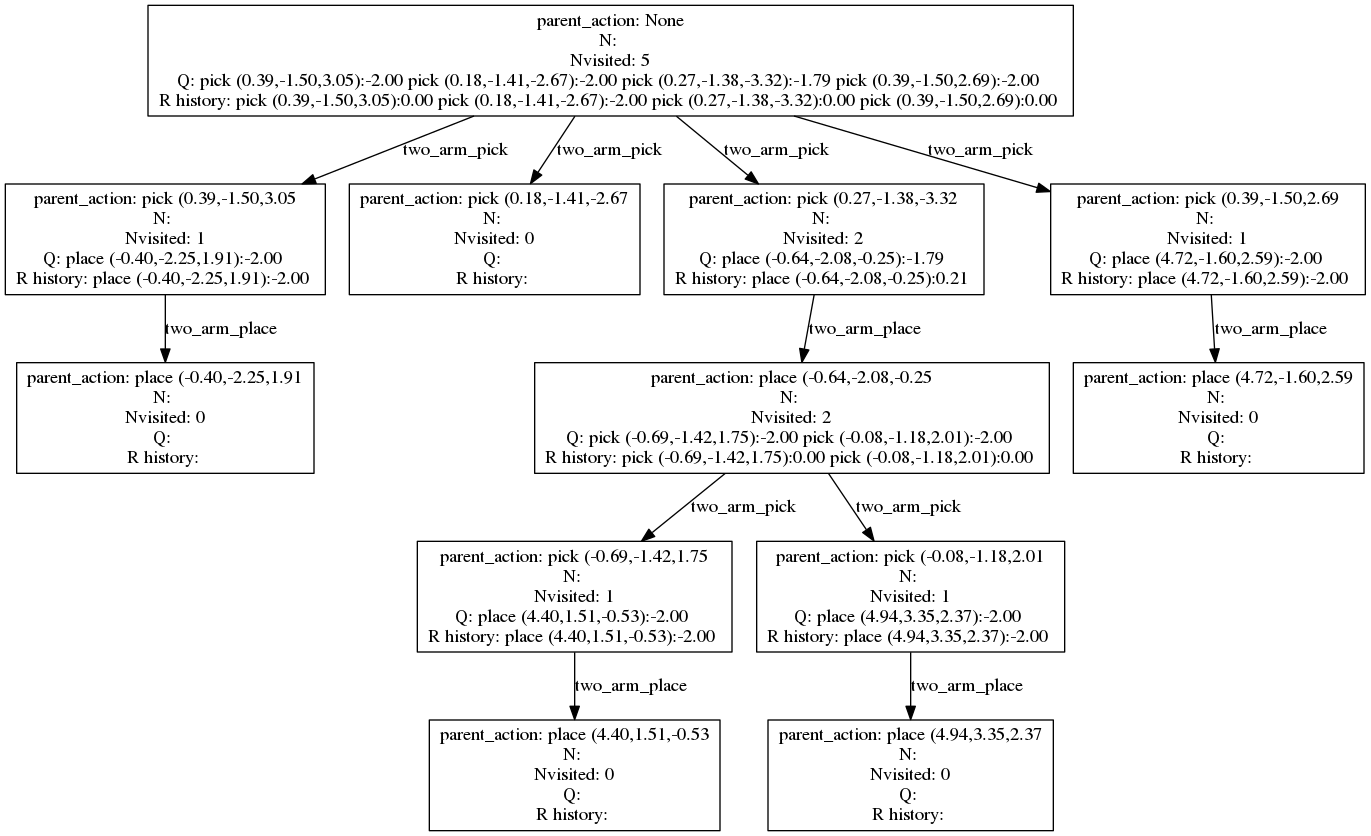 parent_action: None
N:
Nvisited: 5
Q: pick (0.39,-1.50,3.05):-2.00 pick (0.18,-1.41,-2.67):-2.00 pick (0.27,-1.38,-3.32):-1.79 pick (0.39,-1.50,2.69):-2.00
R history: pick (0.39,-1.50,3.05):0.00 pick (0.18,-1.41,-2.67):-2.00 pick (0.27,-1.38,-3.32):0.00 pick (0.39,-1.50,2.69):0.00
two_arm_pick
two_arm_pick
two_arm_pick
two_arm_pick
parent_action: pick (0.39,-1.50,3.05
N:
Nvisited: 1
Q: place (-0.40,-2.25,1.91):-2.00
R history: place (-0.40,-2.25,1.91):-2.00
parent_action: pick (0.18,-1.41,-2.67
N:
Nvisited: 0
Q:
R history:
parent_action: pick (0.27,-1.38,-3.32
N:
Nvisited: 2
Q: place (-0.64,-2.08,-0.25):-1.79
R history: place (-0.64,-2.08,-0.25):0.21
parent_action: pick (0.39,-1.50,2.69
N:
Nvisited: 1
Q: place (4.72,-1.60,2.59):-2.00
R history: place (4.72,-1.60,2.59):-2.00
two_arm_place
two_arm_place
two_arm_place
parent_action: place (-0.40,-2.25,1.91
N:
Nvisited: 0
Q:
R history:
parent_action: place (-0.64,-2.08,-0.25
N:
Nvisited: 2
Q: pick (-0.69,-1.42,1.75):-2.00 pick (-0.08,-1.18,2.01):-2.00
R history: pick (-0.69,-1.42,1.75):0.00 pick (-0.08,-1.18,2.01):0.00
parent_action: place (4.72,-1.60,2.59
N:
Nvisited: 0
Q:
R history:
two_arm_pick
two_arm_pick
parent_action: pick (-0.69,-1.42,1.75
N:
Nvisited: 1
Q: place (4.40,1.51,-0.53):-2.00
R history: place (4.40,1.51,-0.53):-2.00
parent_action: pick (-0.08,-1.18,2.01
N:
Nvisited: 1
Q: place (4.94,3.35,2.37):-2.00
R history: place (4.94,3.35,2.37):-2.00
two_arm_place
two_arm_place
parent_action: place (4.40,1.51,-0.53
N:
Nvisited: 0
Q:
R history:
parent_action: place (4.94,3.35,2.37
N:
Nvisited: 0
Q:
R history: